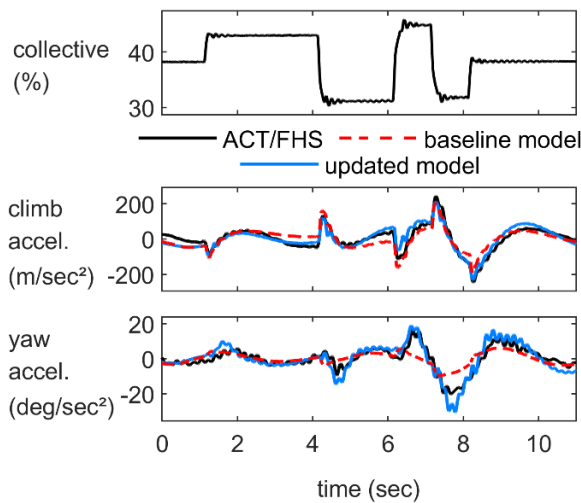 collective
(%)
40
30
ACT/FHS
baseline model
updated model
climb
accel.
(m/sec²)
200
0
-200
yaw
accel.
(deg/sec²)
20
0
-20
0 2 4 6 8 10
time (sec)